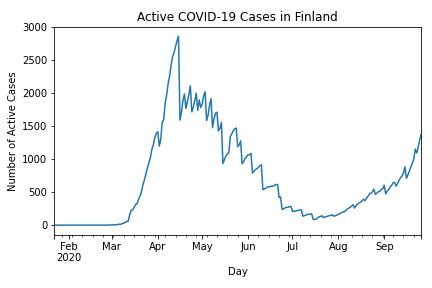 Active COVID-19 Cases in Finland
3000
2500
2000
1500
1000
500
0
Number of Active Cases
Feb Mar Apr May Jun Jul Aug Sep
2020
Day